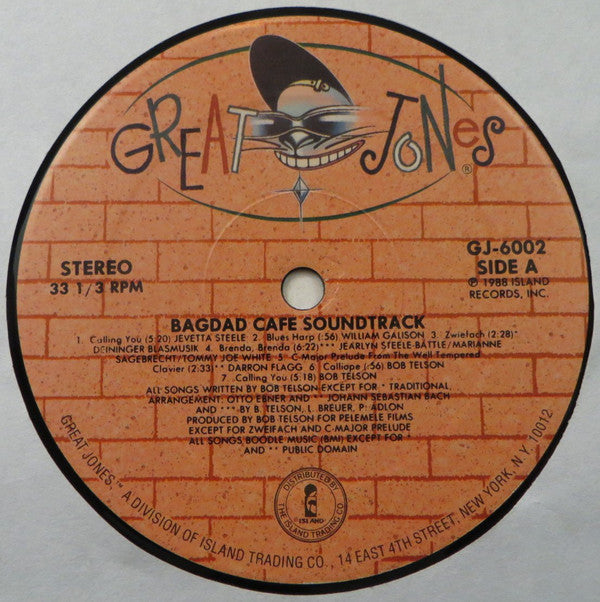 GREAT JONES ®
STEREO
33 1/3 RPM
GJ-6002
SIDE A
℗ 1988 ISLAND
RECORDS, INC.
BAGDAD CAFE SOUNDTRACK
1. Calling You (5:20) JEVETTA STEELE 2. Blues Harp (:56) WILLIAM GALISON 3. Zwiefach (2:28)*
DEININGER BLASMUSIK 4. Brenda, Brenda (6:22)*** JEARLYN STEELE-BATTLE/MARIANNE
SAGEBRECHT/TOMMY JOE WHITE 5. C-Major Prelude From The Well Tempered
Clavier (2:33)** DARRON FLAGG 6. Calliope (:56) BOB TELSON
7. Calling You (5:18) BOB TELSON
ALL SONGS WRITTEN BY BOB TELSON EXCEPT FOR * TRADITIONAL,
ARRANGEMENT: OTTO EBNER AND ** JOHANN SEBASTIAN BACH
AND *** BY B. TELSON, L. BREUER, P. ADLON
PRODUCED BY BOB TELSON FOR PELEMELE FILMS
EXCEPT FOR ZWEIFACH AND C-MAJOR PRELUDE
ALL SONGS BOODLE MUSIC (BMI) EXCEPT FOR *
AND ** PUBLIC DOMAIN
DISTRIBUTED BY
ISLAND
THE ISLAND TRADING CO.
GREAT JONES, A DIVISION OF ISLAND TRADING CO., 14 EAST 4TH STREET, NEW YORK, N.Y. 10012